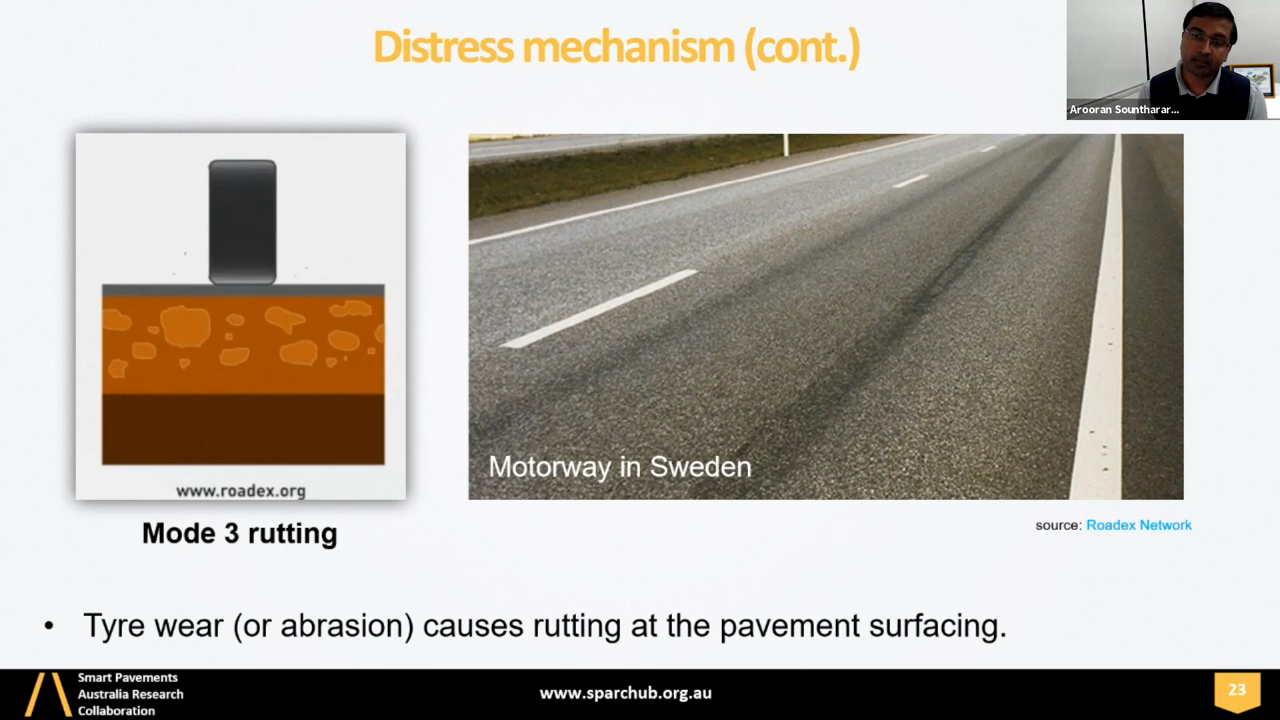 Distress mechanism (cont.)
Arooran Sountharar...
www.roadex.org
Motorway in Sweden
source: Roadex Network
Mode 3 rutting
• Tyre wear (or abrasion) causes rutting at the pavement surfacing.
Smart Pavements
Australia Research
Collaboration
www.sparchub.org.au
23